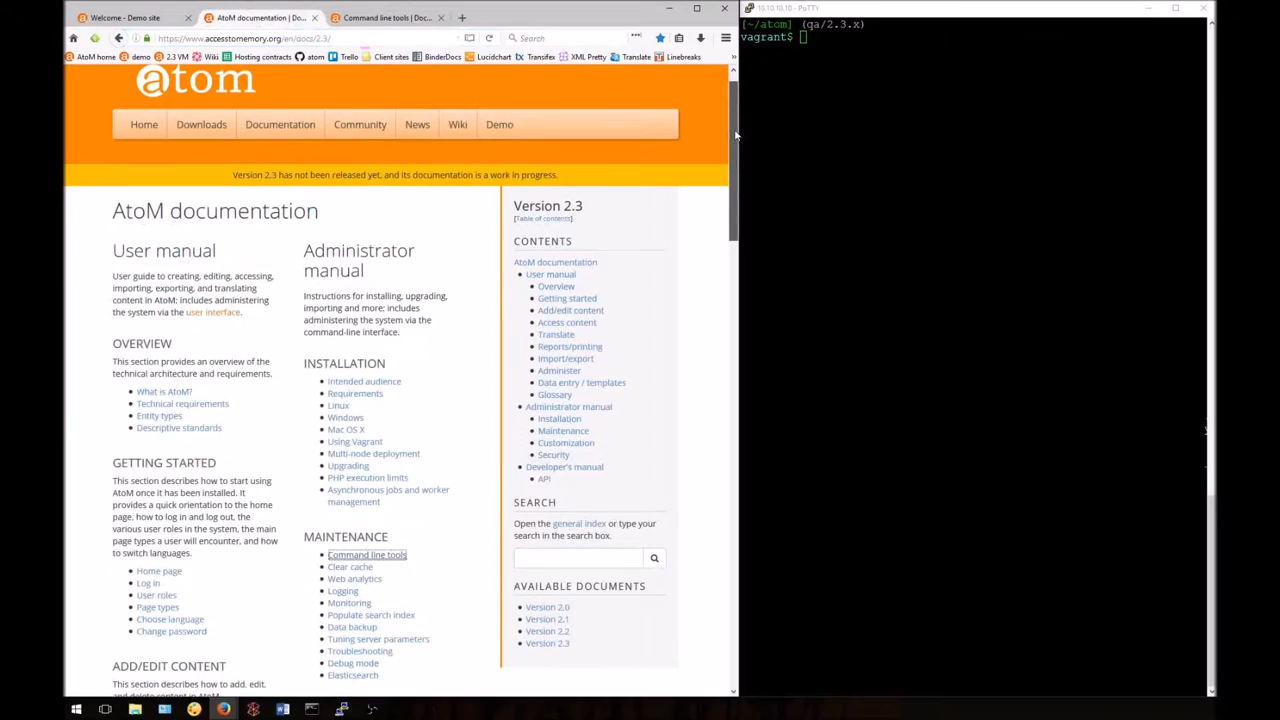 Welcome - Demo site
AtoM documentation | Do...
Command line tools | Doc...
10.10.10.10 - PuTTY
[~/atom] (qa/2.3.x)
vagrant$
https://www.accesstomemory.org/en/docs/2.3/
Search
AtoM home
demo
2.3 VM
Wiki
Hosting contracts
atom
Trello
Client sites
BinderDocs
Lucidchart
Transifex
XML Pretty
Translate
Linebreaks
atom
Home
Downloads
Documentation
Community
News
Wiki
Demo
Version 2.3 has not been released yet, and its documentation is a work in progress.
AtoM documentation
User manual
User guide to creating, editing, accessing,
importing, exporting, and translating
content in AtoM; includes administering
the system via the user interface.
OVERVIEW
This section provides an overview of the
technical architecture and requirements.
What is AtoM?
Technical requirements
Entity types
Descriptive standards
GETTING STARTED
This section describes how to start using
AtoM once it has been installed. It
provides a quick orientation to the home
page, how to log in and log out, the
various user roles in the system, the main
page types a user will encounter, and how
to switch languages.
Home page
Log in
User roles
Page types
Choose language
Change password
ADD/EDIT CONTENT
This section describes how to add, edit,
and delete content in AtoM
Administrator
manual
Instructions for installing, upgrading,
importing and more; includes
administering the system via the
command-line interface.
INSTALLATION
Intended audience
Requirements
Linux
Windows
Mac OS X
Using Vagrant
Multi-node deployment
Upgrading
PHP execution limits
Asynchronous jobs and worker
management
MAINTENANCE
Command line tools
Clear cache
Web analytics
Logging
Monitoring
Populate search index
Data backup
Tuning server parameters
Troubleshooting
Debug mode
Elasticsearch
Version 2.3
[Table of contents]
CONTENTS
AtoM documentation
User manual
Overview
Getting started
Add/edit content
Access content
Translate
Reports/printing
Import/export
Administer
Data entry / templates
Glossary
Administrator manual
Installation
Maintenance
Customization
Security
Developer's manual
API
SEARCH
Open the general index or type your
search in the search box.
AVAILABLE DOCUMENTS
Version 2.0
Version 2.1
Version 2.2
Version 2.3